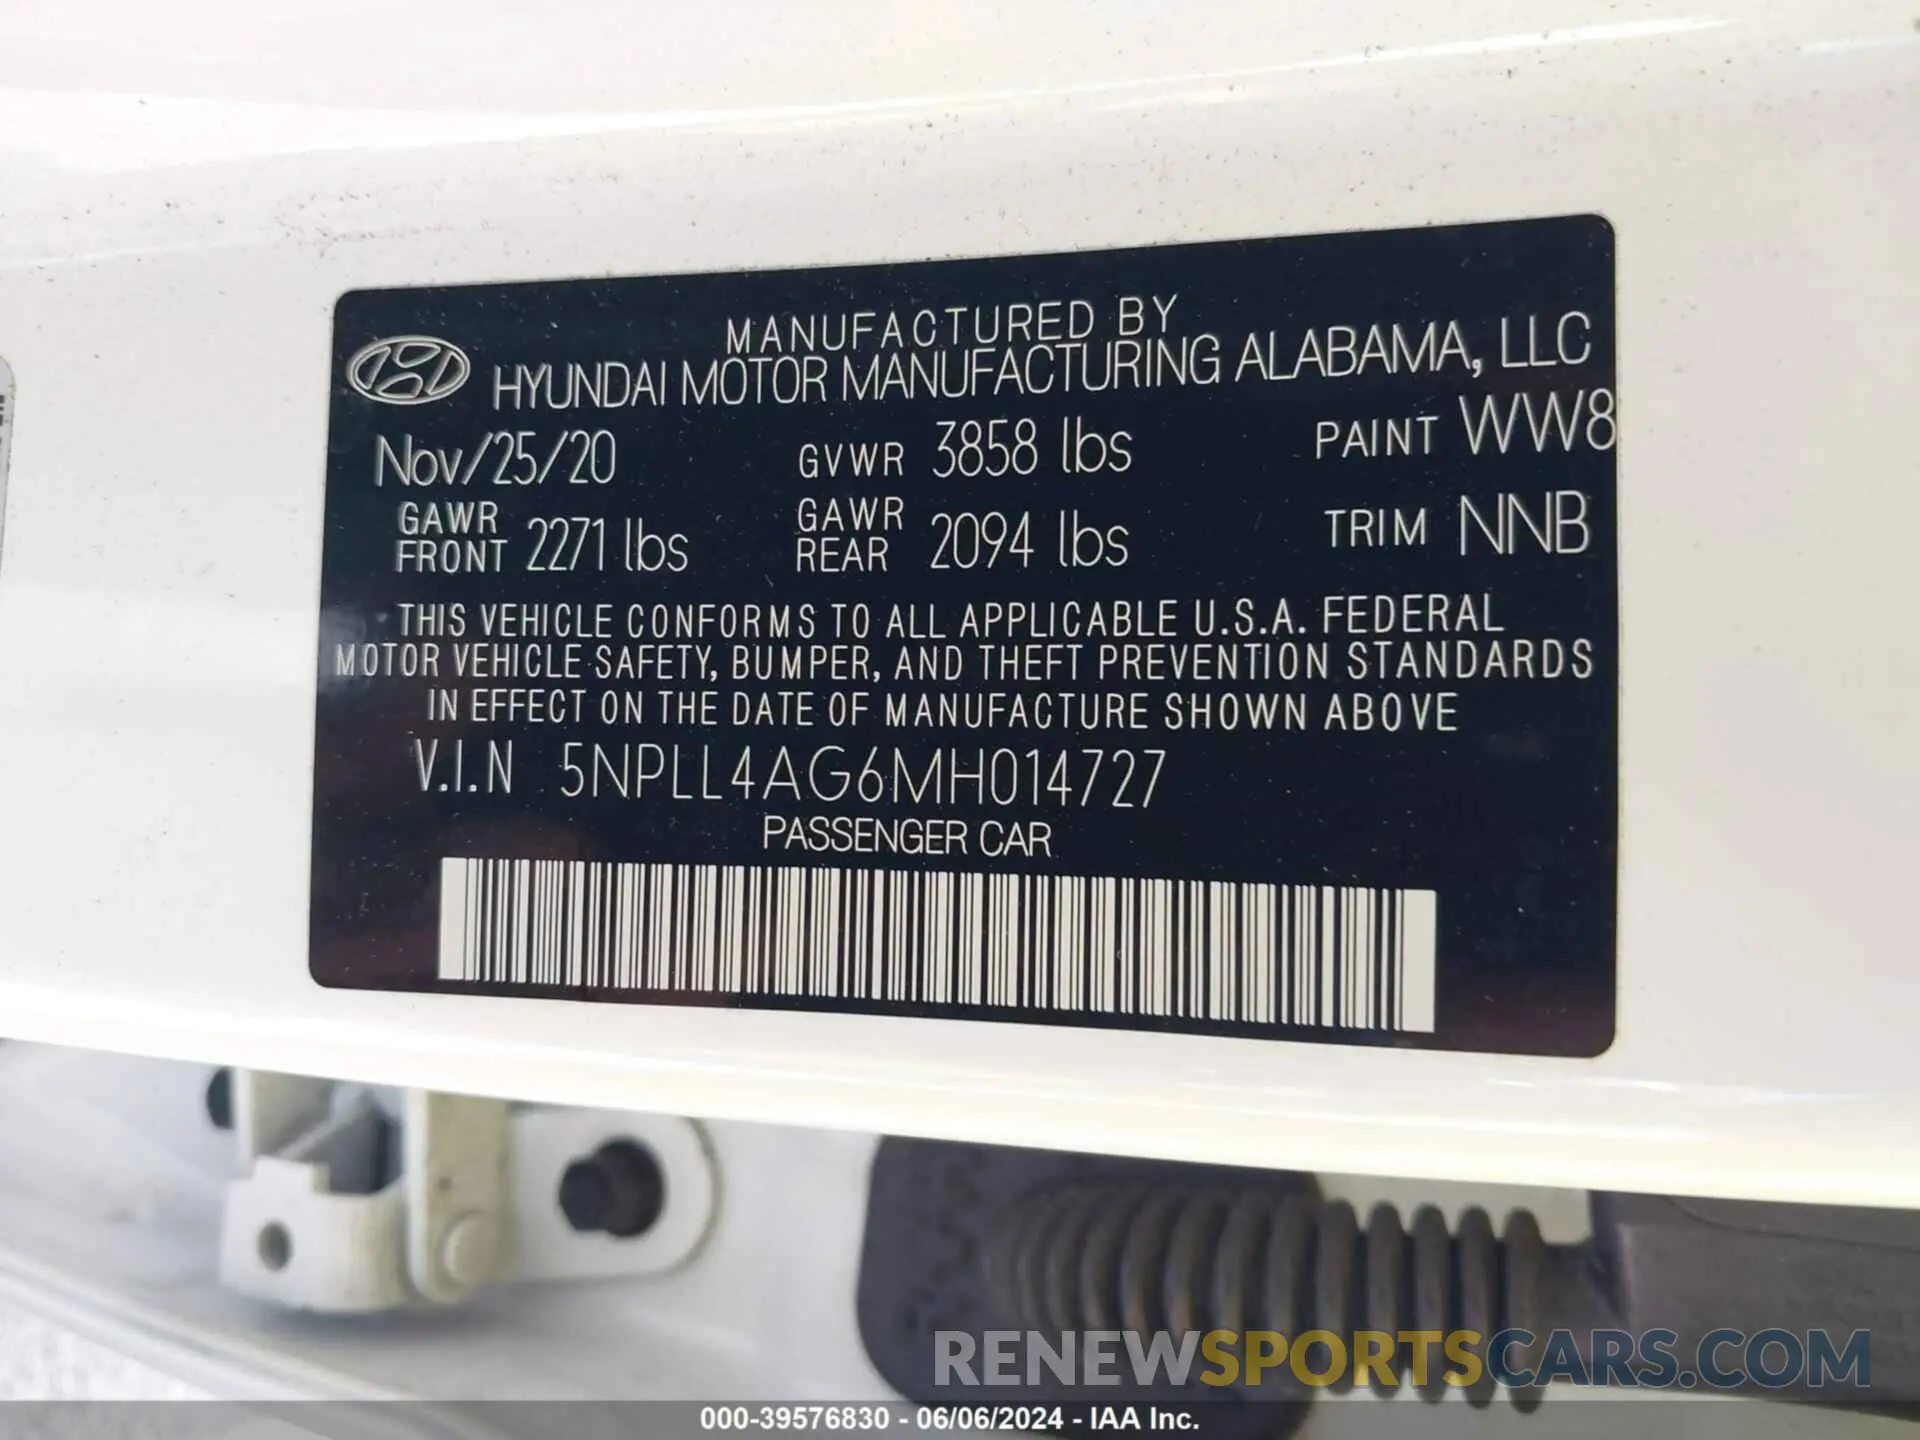 MANUFACTURED BY
HYUNDAI MOTOR MANUFACTURING ALABAMA, LLC
Nov/25/20 GVWR 3858 lbs PAINT WW8
GAWR FRONT 2271 lbs GAWR REAR 2094 lbs TRIM NNB
THIS VEHICLE CONFORMS TO ALL APPLICABLE U.S.A. FEDERAL
MOTOR VEHICLE SAFETY, BUMPER, AND THEFT PREVENTION STANDARDS
IN EFFECT ON THE DATE OF MANUFACTURE SHOWN ABOVE
V.I.N 5NPLL4AG6MH014727
PASSENGER CAR
RENEWSPORTSCARS.COM
000-39576830 - 06/06/2024 - IAA Inc.